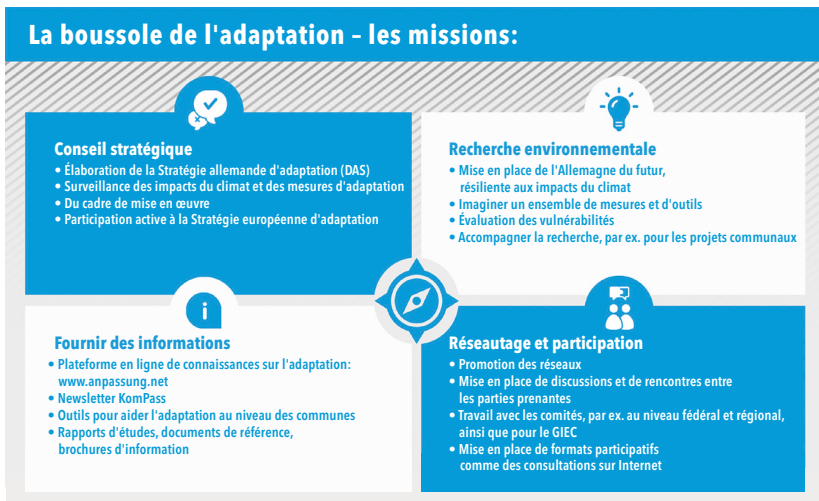 La boussole de l'adaptation – les missions:
Conseil stratégique
• Élaboration de la Stratégie allemande d'adaptation (DAS)
• Surveillance des impacts du climat et des mesures d'adaptation
• Du cadre de mise en œuvre
• Participation active à la Stratégie européenne d'adaptation
Recherche environnementale
• Mise en place de l'Allemagne du futur,
résiliente aux impacts du climat
• Imaginer un ensemble de mesures et d'outils
• Évaluation des vulnérabilités
• Accompagner la recherche, par ex. pour les projets communaux
Fournir des informations
• Plateforme en ligne de connaissances sur l'adaptation:
www.anpassung.net
• Newsletter KomPass
• Outils pour aider l'adaptation au niveau des communes
• Rapports d'études, documents de référence,
brochures d'information
Réseautage et participation
• Promotion des réseaux
• Mise en place de discussions et de rencontres entre
les parties prenantes
• Travail avec les comités, par ex. au niveau fédéral et régional,
ainsi que pour le GIEC
• Mise en place de formats participatifs
comme des consultations sur Internet